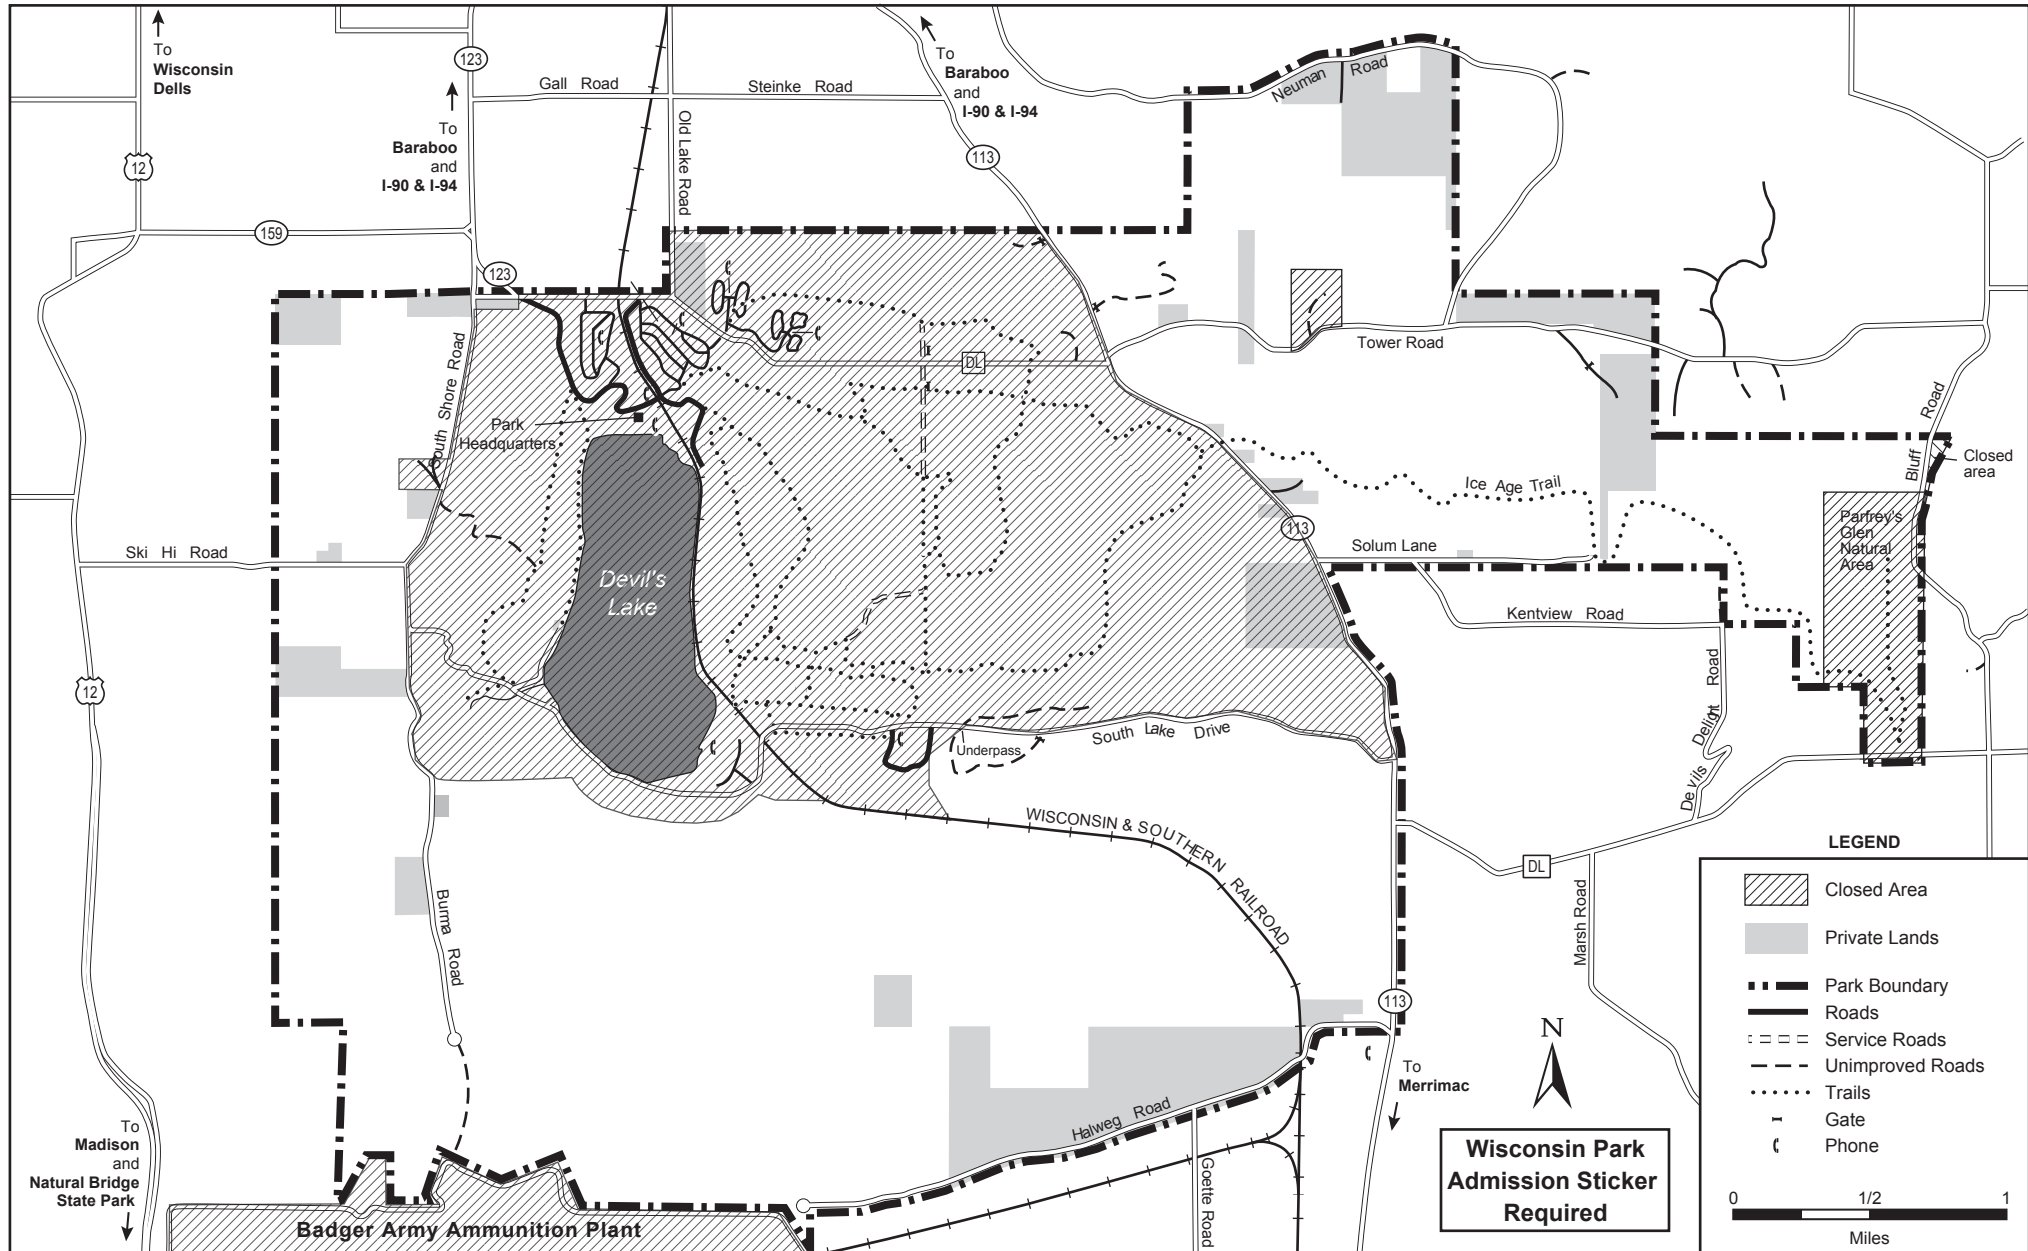 To
Wisconsin
Dells
123
To
Baraboo
and
I-90 & I-94
Gall Road
Steinke Road
To
Baraboo
and
I-90 & I-94
Neuman Road
12
Old Lake Road
113
159
123
South Shore Road
DL
Tower Road
Park
Headquarters
Bluff Road
Closed
area
Ice Age Trail
Parfrey's
Glen
Natural
Area
113
Ski Hi Road
Solum Lane
Devil's
Lake
Kentview Road
12
Devils Delight Road
South Lake Drive
Underpass
WISCONSIN & SOUTHERN RAILROAD
DL
Burma Road
Marsh Road
113
To
Merrimac
Halweg Road
Goette Road
To
Madison
and
Natural Bridge
State Park
Badger Army Ammunition Plant
N
Wisconsin Park
Admission Sticker
Required
LEGEND
Closed Area
Private Lands
Park Boundary
Roads
Service Roads
Unimproved Roads
Trails
Gate
Phone
0 1/2 1
Miles